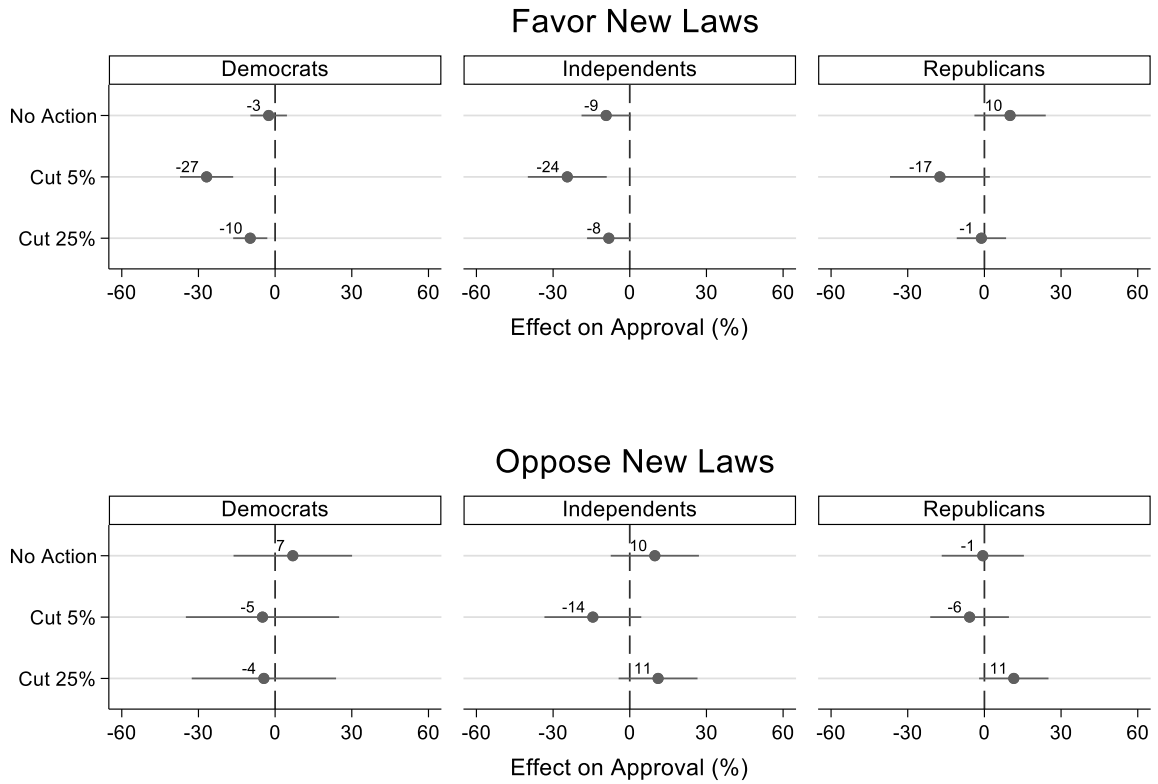 Favor New Laws
Democrats Independents Republicans
No Action -3 -9 10
Cut 5% -27 -24 -17
Cut 25% -10 -8 -1
-60 -30 0 30 60 -60 -30 0 30 60 -60 -30 0 30 60
Effect on Approval (%)
Oppose New Laws
Democrats Independents Republicans
No Action 7 10 -1
Cut 5% -5 -14 -6
Cut 25% -4 11 11
-60 -30 0 30 60 -60 -30 0 30 60 -60 -30 0 30 60
Effect on Approval (%)